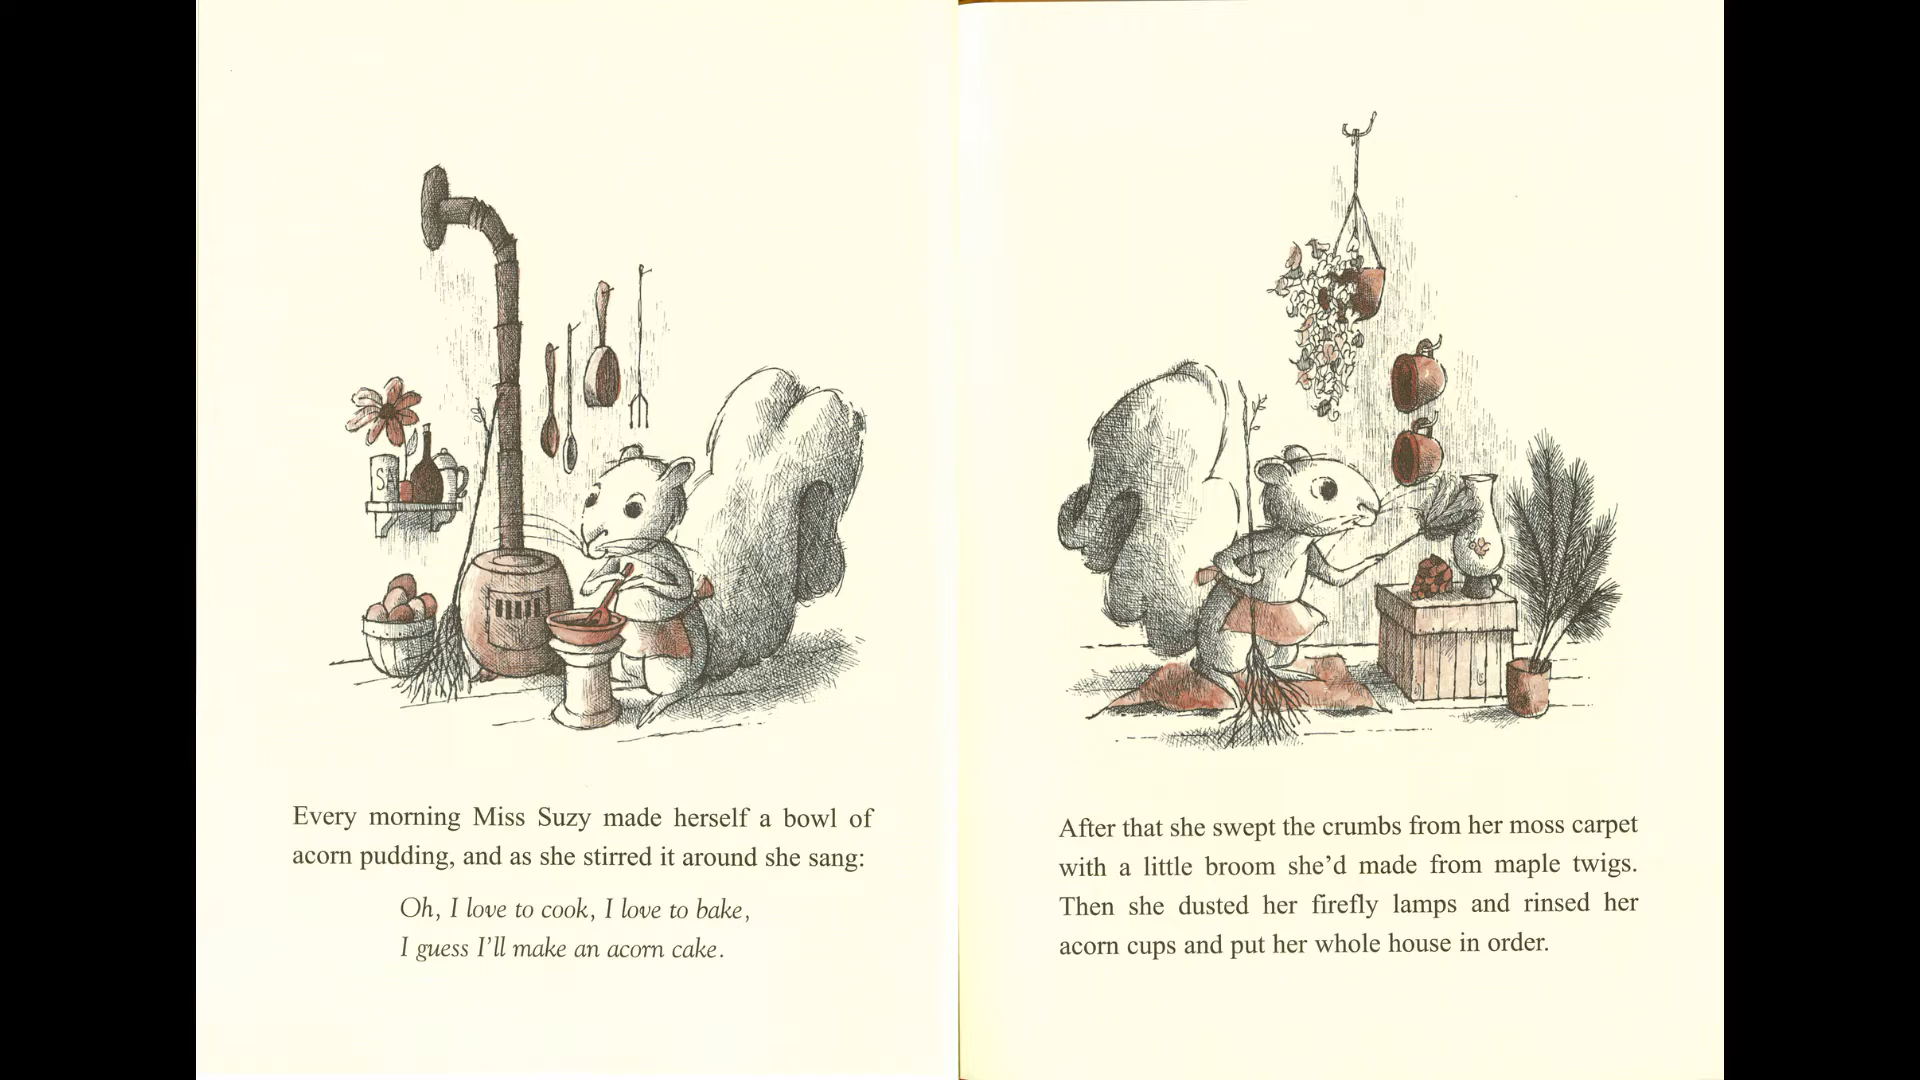 Every morning Miss Suzy made herself a bowl of
acorn pudding, and as she stirred it around she sang:
Oh, I love to cook, I love to bake,
I guess I'll make an acorn cake.
After that she swept the crumbs from her moss carpet
with a little broom she'd made from maple twigs.
Then she dusted her firefly lamps and rinsed her
acorn cups and put her whole house in order.